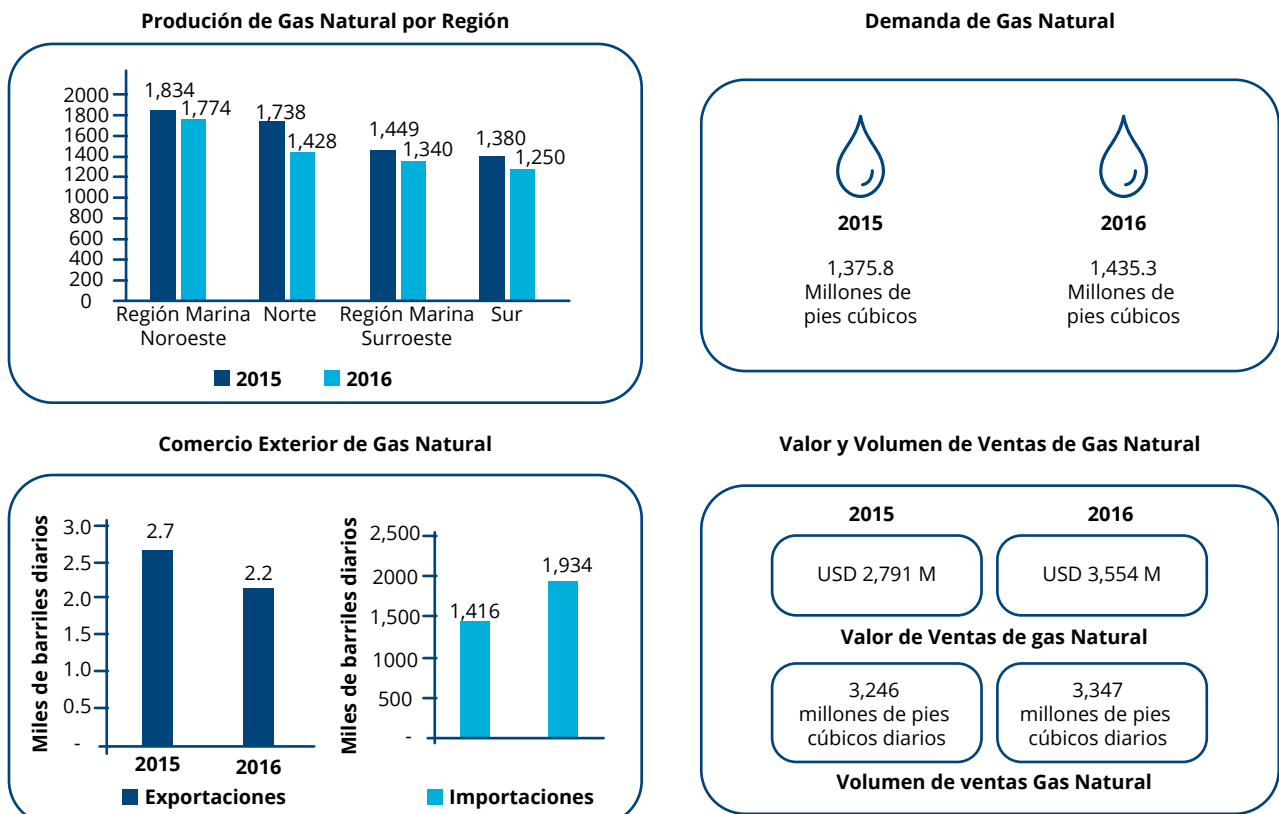 Produción de Gas Natural por Región
2000
1800
1600
1400
1200
1000
800
600
400
200
0
1,834
1,774
1,738
1,428
1,449
1,340
1,380
1,250
Región Marina
Noroeste
Norte
Región Marina
Surroeste
Sur
2015
2016
Demanda de Gas Natural
2015
1,375.8
Millones de
pies cúbicos
2016
1,435.3
Millones de
pies cúbicos
Comercio Exterior de Gas Natural
Miles de barriles diarios
3.0
2.5
2.0
1.5
1.0
0.5
-
2.7
2.2
2015
2016
Exportaciones
Miles de barriles diarios
2,500
2000
1,500
1000
500
-
1,416
1,934
Importaciones
Valor y Volumen de Ventas de Gas Natural
2015
2016
USD 2,791 M
USD 3,554 M
Valor de Ventas de gas Natural
3,246
millones de pies
cúbicos diarios
3,347
millones de pies
cúbicos diarios
Volumen de ventas Gas Natural